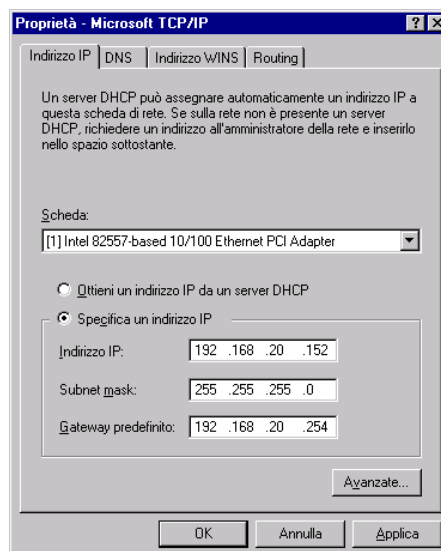 Proprietà - Microsoft TCP/IP
Indirizzo IP DNS Indirizzo WINS Routing
Un server DHCP può assegnare automaticamente un indirizzo IP a
questa scheda di rete. Se sulla rete non è presente un server
DHCP, richiedere un indirizzo all'amministratore della rete e inserirlo
nello spazio sottostante.
Scheda:
[1] Intel 82557-based 10/100 Ethernet PCI Adapter
Ottieni un indirizzo IP da un server DHCP
Specifica un indirizzo IP
Indirizzo IP: 192 .168 .20 .152
Subnet mask: 255 .255 .255 .0
Gateway predefinito: 192 .168 .20 .254
Avanzate...
OK Annulla Applica